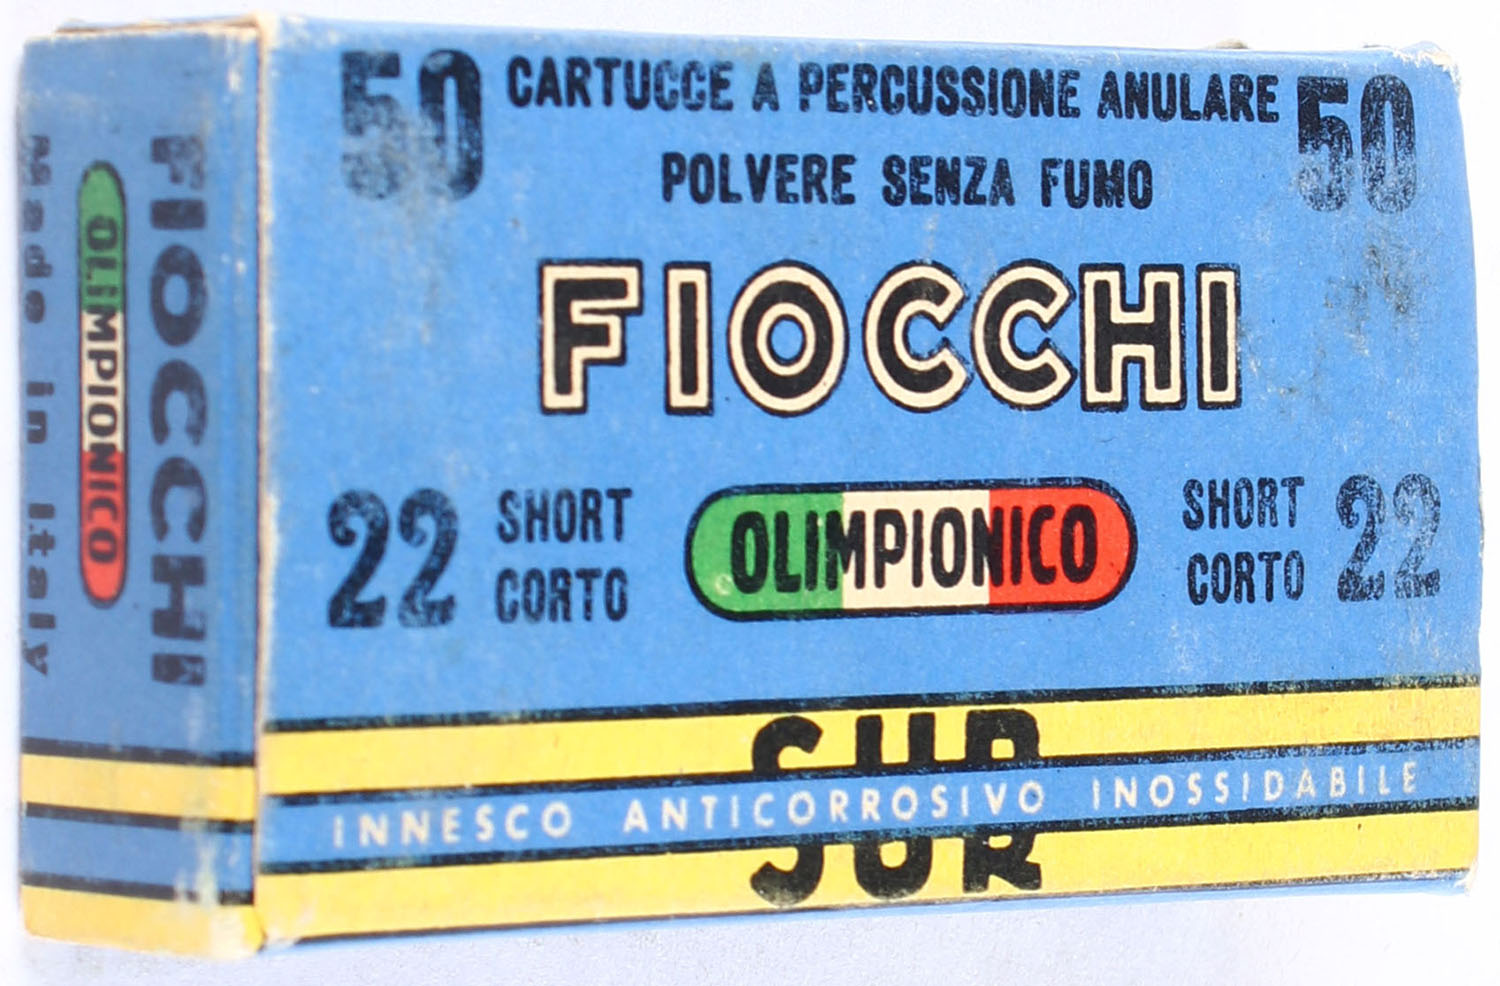 50 CARTUCCE A PERCUSSIONE ANULARE 50
POLVERE SENZA FUMO
FIOCCHI
22 SHORT CORTO OLIMPIONICO SHORT CORTO 22
SUR
INNESCO ANTICORROSIVO INOSSIDABILE
FIOCCHI
OLIMPIONICO
Made in Italy